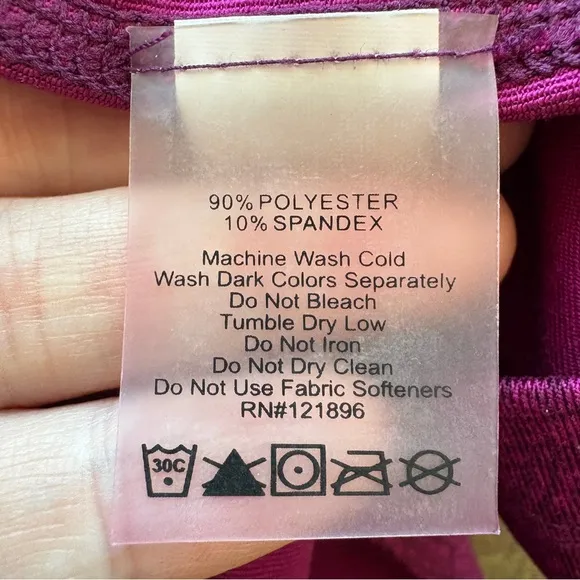 90% POLYESTER
10% SPANDEX
Machine Wash Cold
Wash Dark Colors Separately
Do Not Bleach
Tumble Dry Low
Do Not Iron
Do Not Dry Clean
Do Not Use Fabric Softeners
RN#121896
30C